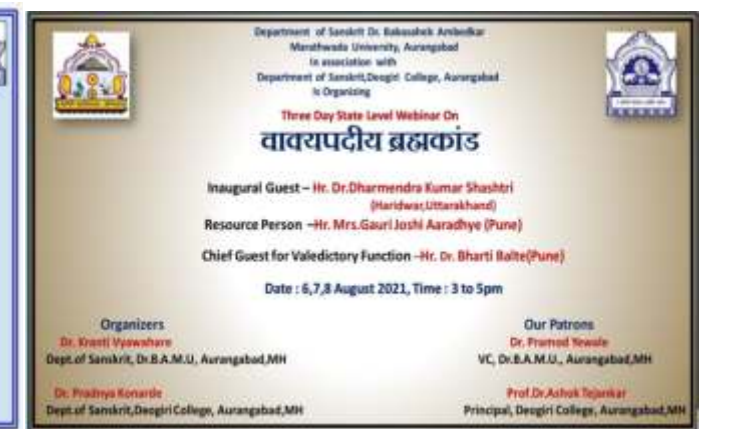 Department of Sanskrit Dr. Babasaheb Ambedkar
Marathwada University, Aurangabad
In association with
Department of Sanskrit,Deogiri College, Aurangabad
Is Organizing
Three Day State Level Webinar On
वाक्यपदीय ब्रह्मकांड
Inaugural Guest – Hr. Dr.Dharmendra Kumar Shashtri
(Haridwar,Uttarakhand)
Resource Person –Hr. Mrs.Gauri Joshi Aaradhye (Pune)
Chief Guest for Valedictory Function –Hr. Dr. Bharti Balte(Pune)
Date : 6,7,8 August 2021, Time : 3 to 5pm
Organizers
Dr. Kranti Vyawahare
Dept.of Sanskrit, Dr.B.A.M.U, Aurangabad,MH
Dr. Pradnya Konarde
Dept.of Sanskrit,Deogiri College, Aurangabad,MH
Our Patrons
Dr. Pramod Yewale
VC, Dr.B.A.M.U., Aurangabad,MH
Prof.Dr.Ashok Tejankar
Principal, Deogiri College, Aurangabad,MH